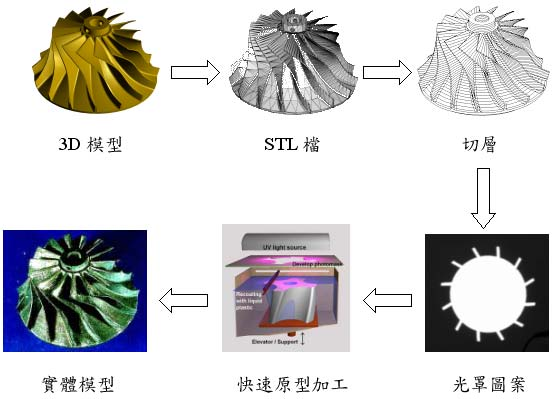 3D 模型
STL 檔
切層
UV light source
Develop photomask
Recoating
with liquid
plastic
Elevator / Support
實體模型
快速原型加工
光罩圖案